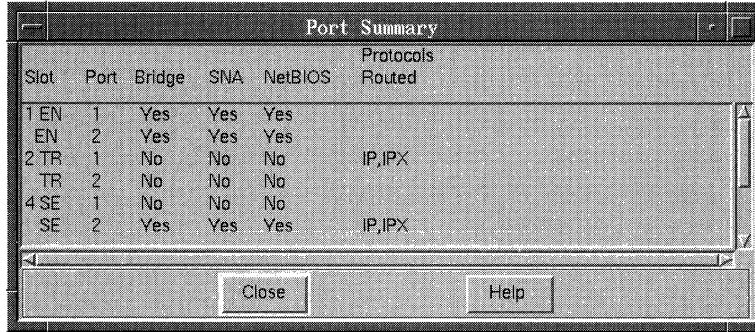 Port Summary
Protocols
Slot Port Bridge SNA NetBIOS Routed
1 EN 1 Yes Yes Yes
EN 2 Yes Yes Yes
2 TR 1 No No No IP,IPX
TR 2 No No No
4 SE 1 No No No
SE 2 Yes Yes Yes IP,IPX
Close Help